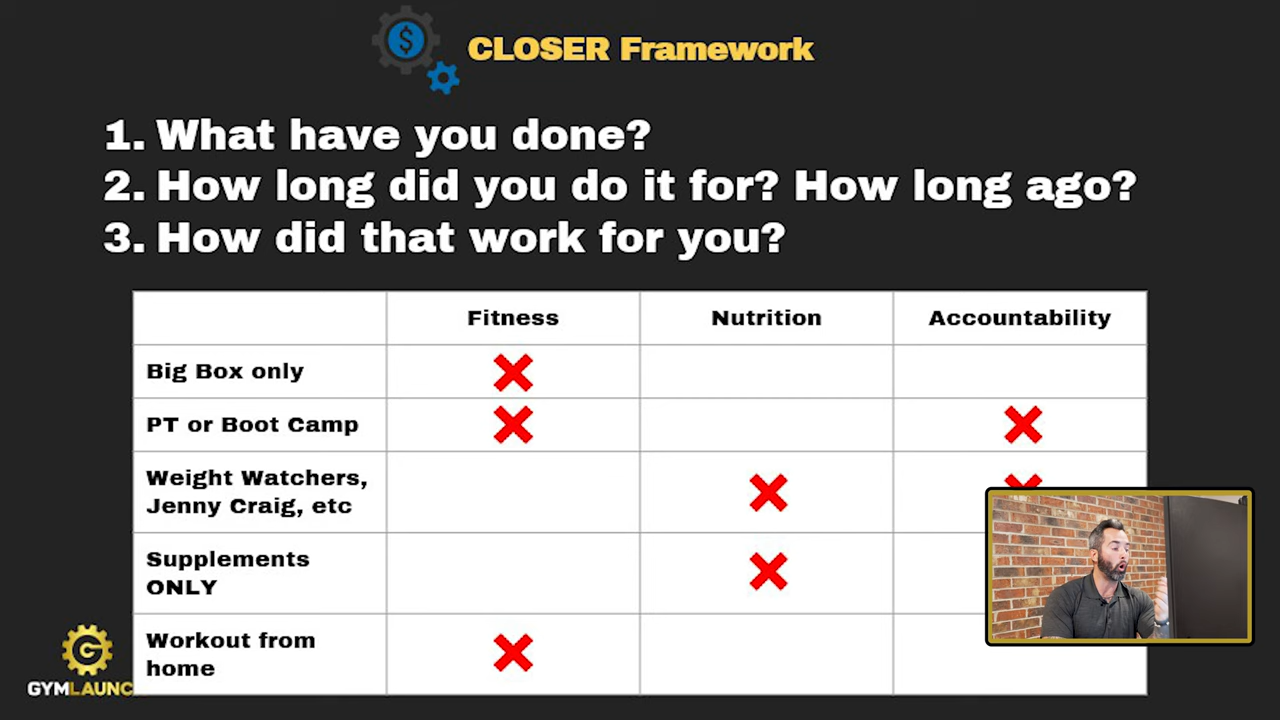 CLOSER Framework
1. What have you done?
2. How long did you do it for? How long ago?
3. How did that work for you?
Fitness Nutrition Accountability
Big Box only
PT or Boot Camp
Weight Watchers,
Jenny Craig, etc
Supplements
ONLY
Workout from
home
G
GYMLAUNC